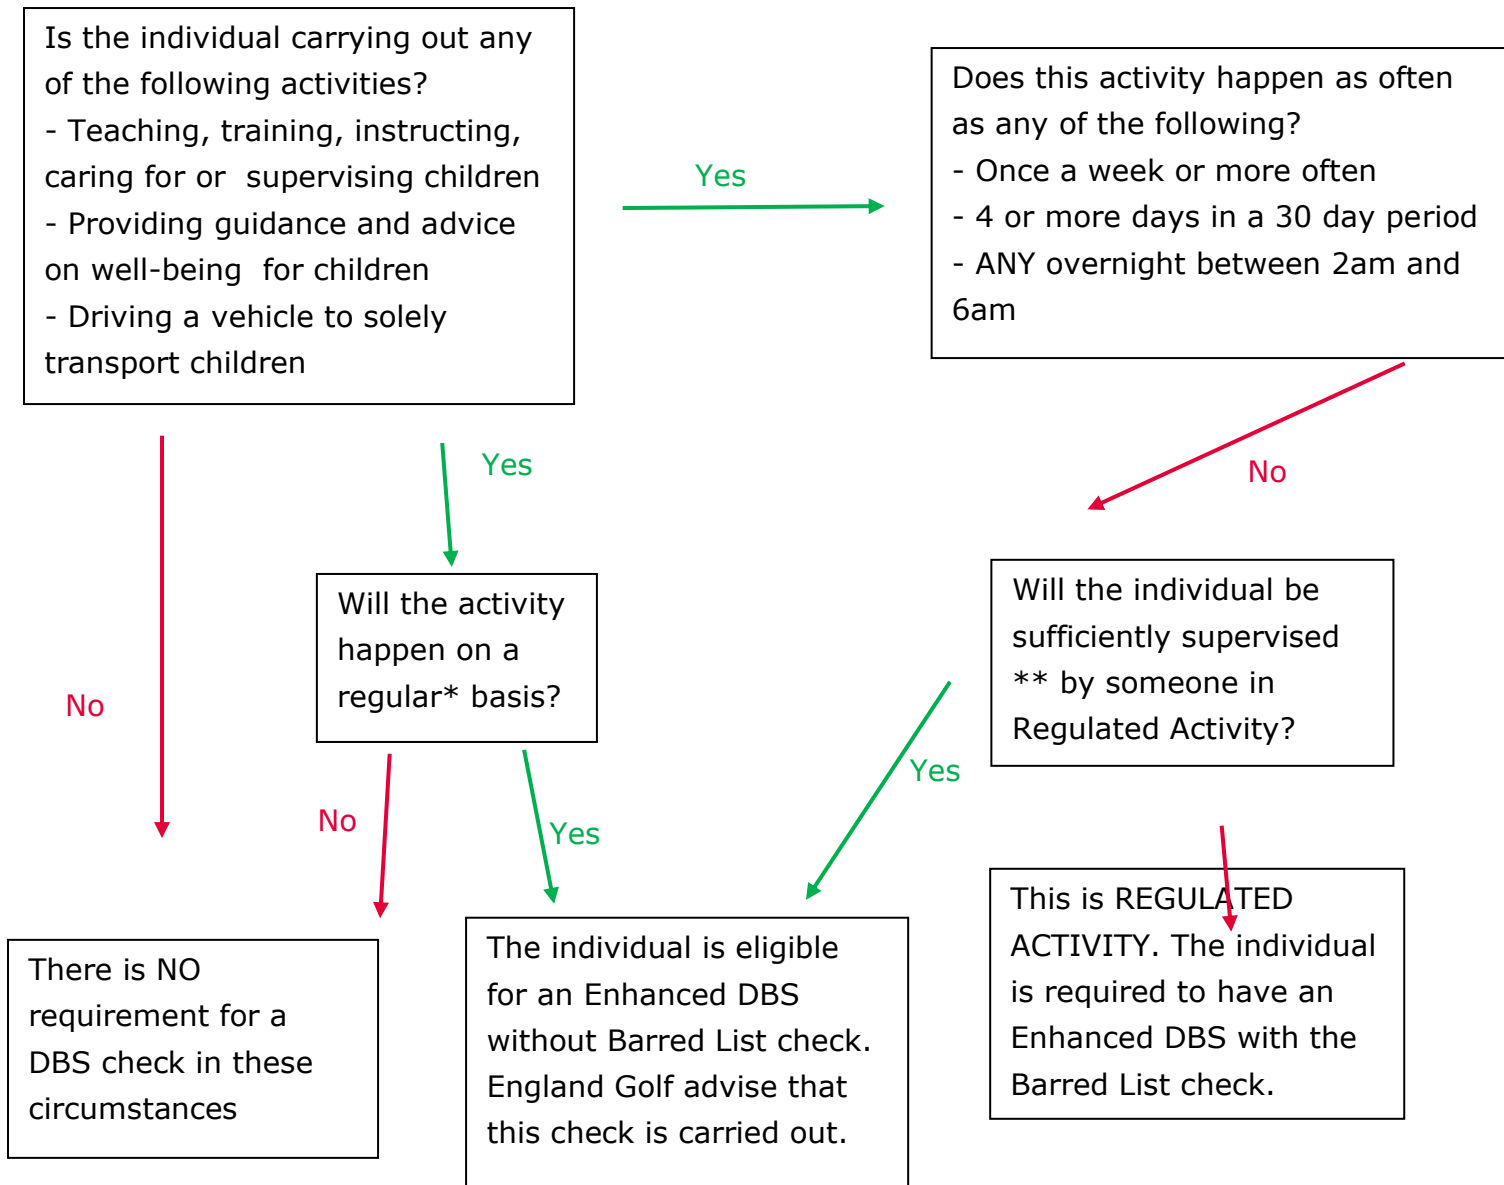 Is the individual carrying out any
of the following activities?
- Teaching, training, instructing,
caring for or supervising children
- Providing guidance and advice
on well-being for children
- Driving a vehicle to solely
transport children
Yes
Does this activity happen as often
as any of the following?
- Once a week or more often
- 4 or more days in a 30 day period
- ANY overnight between 2am and
6am
Yes
No
Will the activity
happen on a
regular* basis?
Will the individual be
sufficiently supervised
** by someone in
Regulated Activity?
No
No
Yes
Yes
There is NO
requirement for a
DBS check in these
circumstances
The individual is eligible
for an Enhanced DBS
without Barred List check.
England Golf advise that
this check is carried out.
This is REGULATED
ACTIVITY. The individual
is required to have an
Enhanced DBS with the
Barred List check.